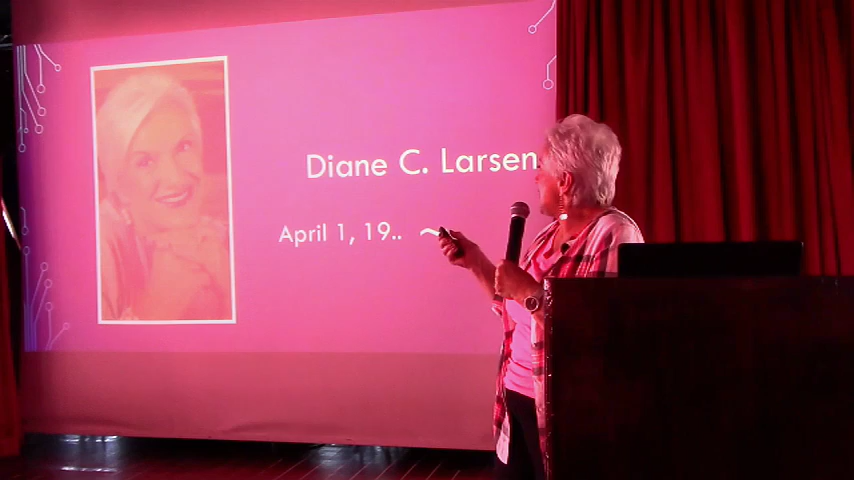 Diane C. Larsen
April 1, 19.. ~